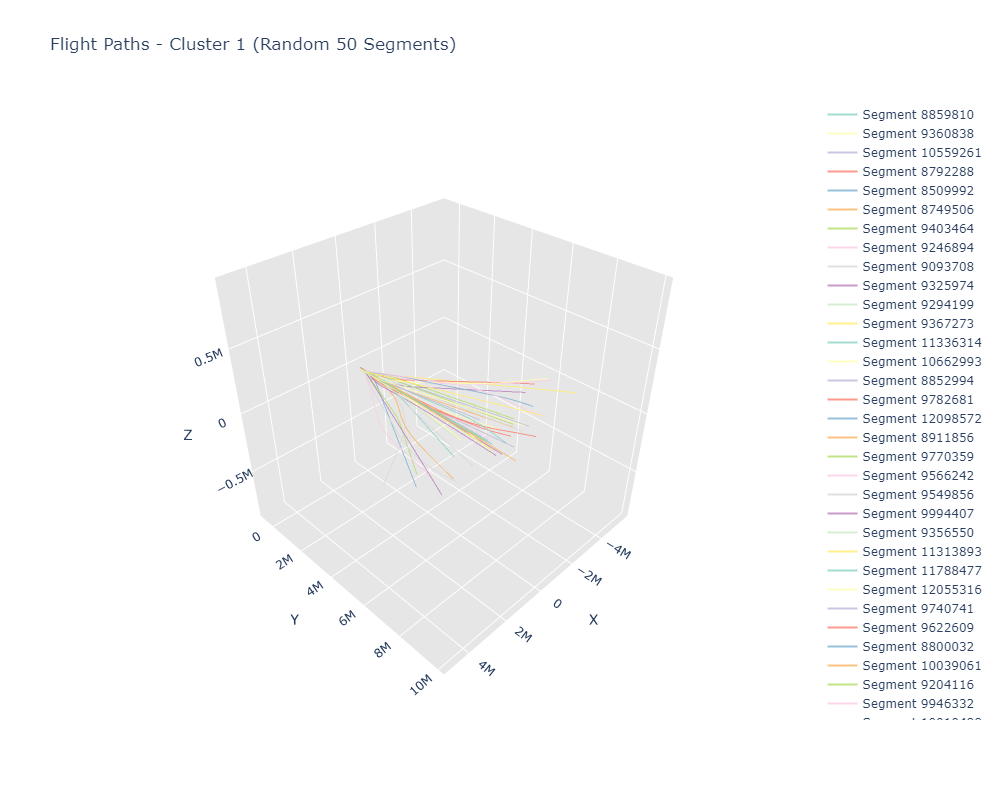 Flight Paths - Cluster 1 (Random 50 Segments)
Segment 8859810
Segment 9360838
Segment 10559261
Segment 8792288
Segment 8509992
Segment 8749506
Segment 9403464
Segment 9246894
Segment 9093708
Segment 9325974
Segment 9294199
Segment 9367273
Segment 11336314
Segment 10662993
Segment 8852994
Segment 9782681
Segment 12098572
Segment 8911856
Segment 9770359
Segment 9566242
Segment 9549856
Segment 9994407
Segment 9356550
Segment 11313893
Segment 11788477
Segment 12055316
Segment 9740741
Segment 9622609
Segment 8800032
Segment 10039061
Segment 9204116
Segment 9946332
0.5M
0
−0.5M
Z
0
2M
4M
6M
8M
10M
Y
−4M
−2M
0
2M
4M
X